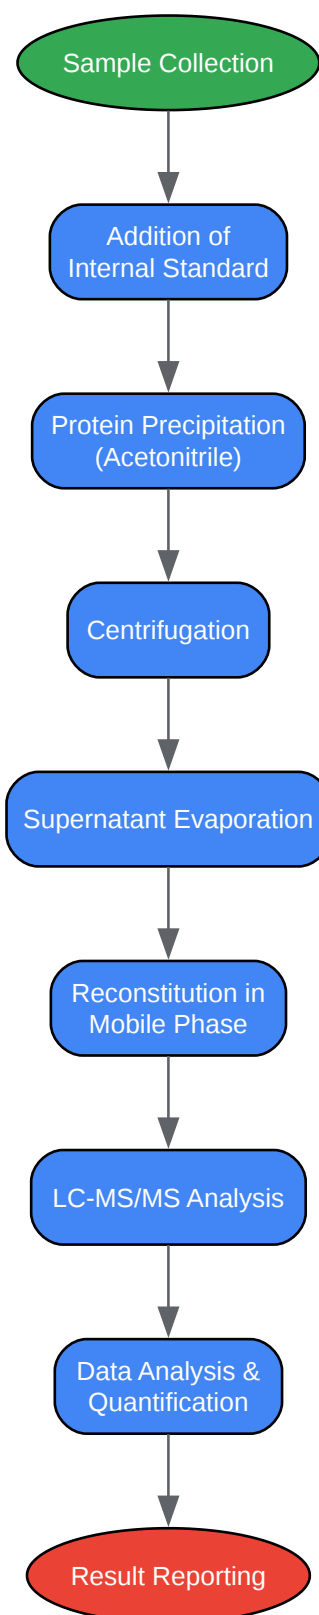 Sample Collection
Addition of
Internal Standard
Protein Precipitation
(Acetonitrile)
Centrifugation
Supernatant Evaporation
Reconstitution in
Mobile Phase
LC-MS/MS Analysis
Data Analysis &
Quantification
Result Reporting